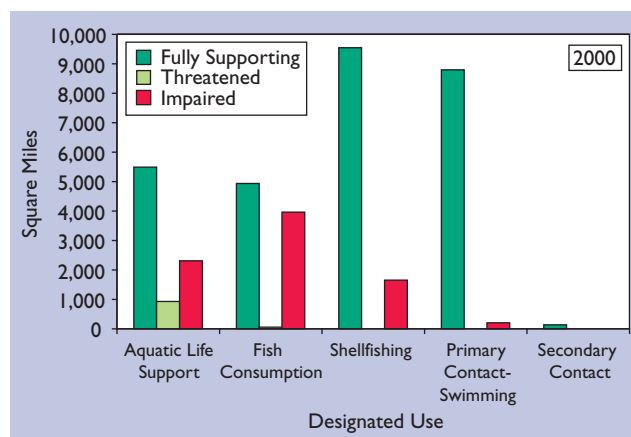 10,000
9,000
8,000
7,000
6,000
5,000
4,000
3,000
2,000
1,000
0
Square Miles
Fully Supporting
Threatened
Impaired
2000
Aquatic Life
Support
Fish
Consumption
Shellfishing
Primary
Contact-
Swimming
Secondary
Contact
Designated Use